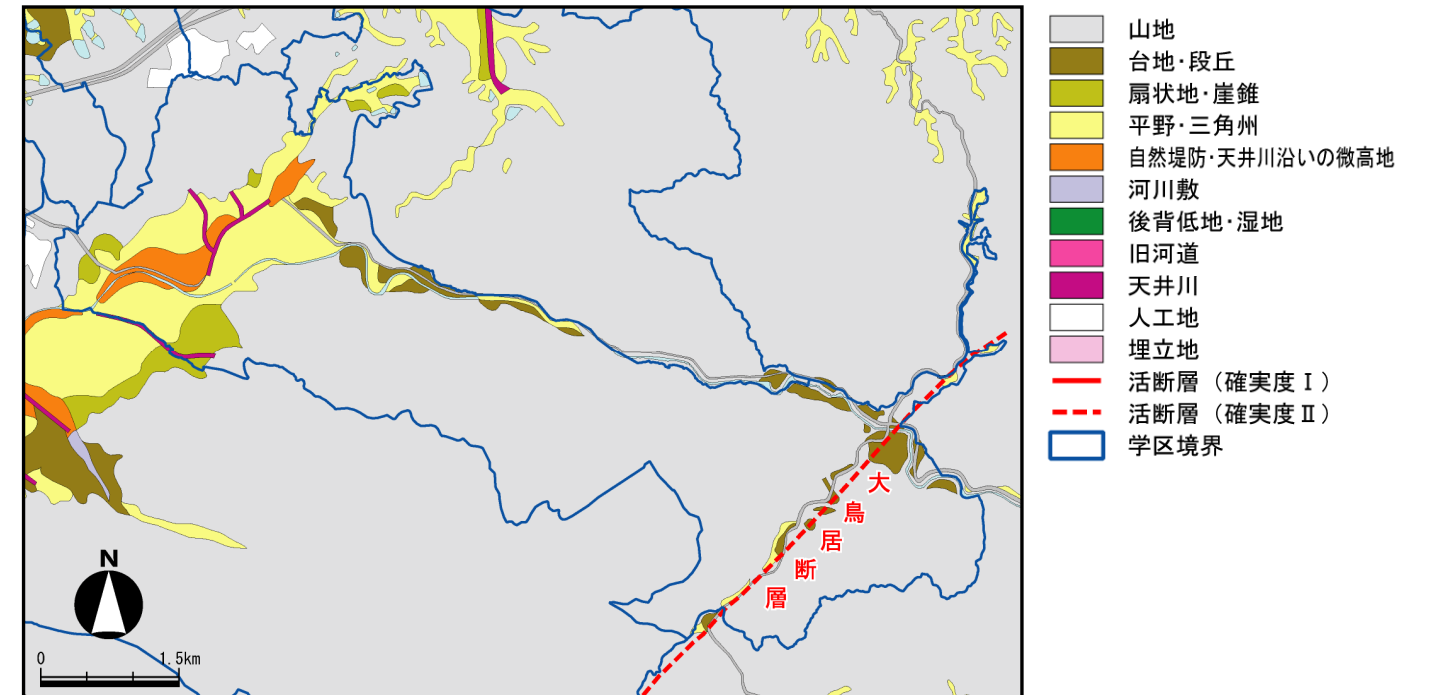 山地
台地・段丘
扇状地・崖錐
平野・三角州
自然堤防・天井川沿いの微高地
河川敷
後背低地・湿地
旧河道
天井川
人工地
埋立地
活断層（確実度Ⅰ）
活断層（確実度Ⅱ）
学区境界
大鳥居断層
N
0 1.5km